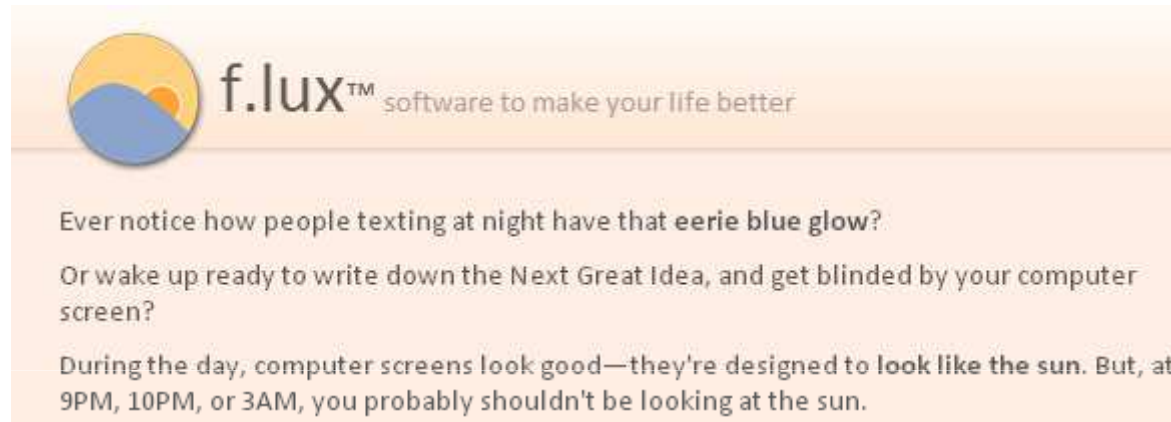 f.lux™ software to make your life better
Ever notice how people texting at night have that eerie blue glow?
Or wake up ready to write down the Next Great Idea, and get blinded by your computer
screen?
During the day, computer screens look good—they're designed to look like the sun. But, at
9PM, 10PM, or 3AM, you probably shouldn't be looking at the sun.